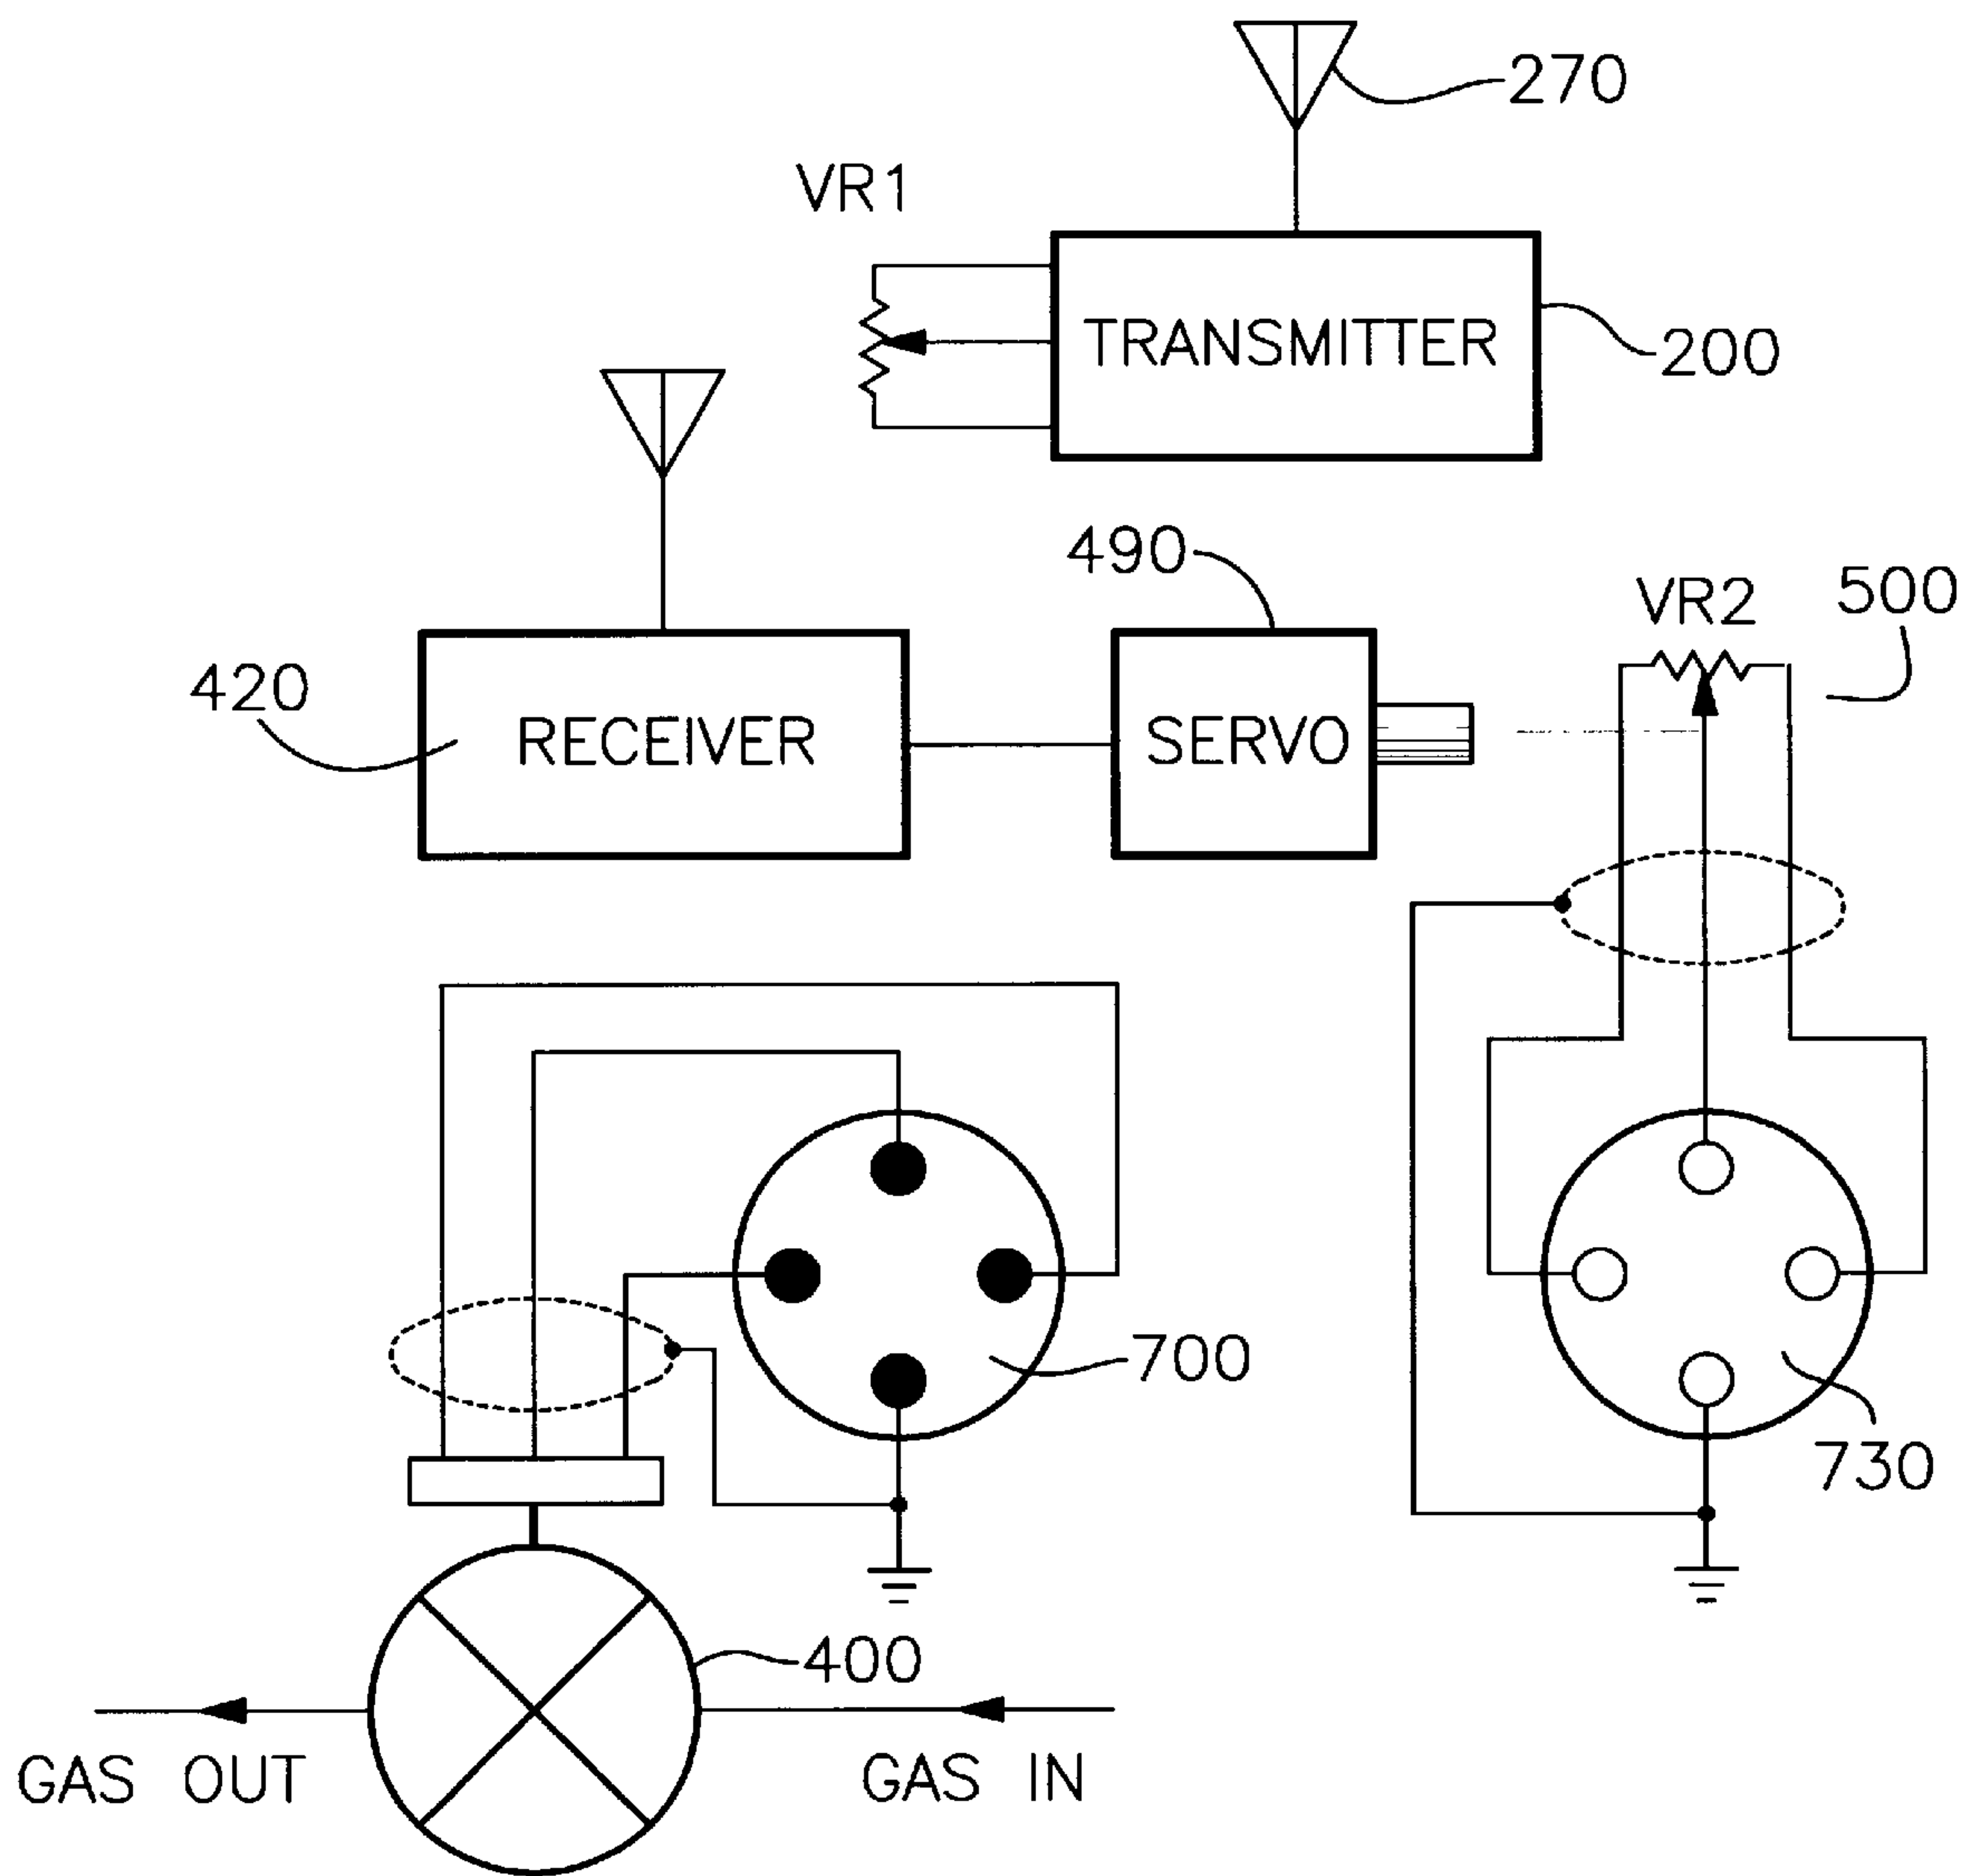 270
VR1
TRANSMITTER
200
490
VR2
500
420
RECEIVER
SERVO
700
730
400
GAS OUT
GAS IN